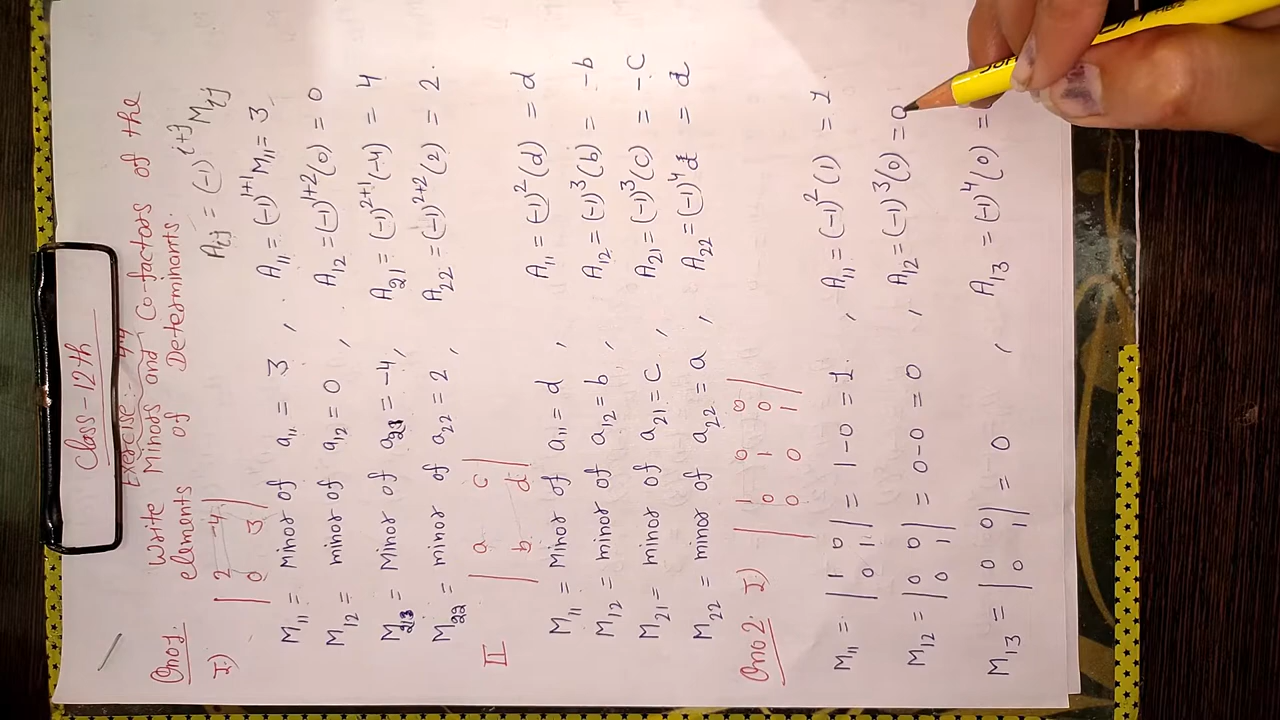 Class-12th
Exercise: 4.4
Qno1. Write Minors and Co-factors of the
elements of Determinants.
I) | 2 -4 |
| 0 3 |
Aij = (-1)^i+j Mij
M11 = Minor of a11 = 3 , A11 = (-1)^1+1 M11 = 3
M12 = minor of a12 = 0 , A12 = (-1)^1+2 (0) = 0
M21 = Minor of a21 = -4 , A21 = (-1)^2+1 (-4) = 4
M22 = minor of a22 = 2 , A22 = (-1)^2+2 (2) = 2.
II | a c |
| b d |
M11 = Minor of a11 = d , A11 = (-1)^2 (d) = d
M12 = minor of a12 = b , A12 = (-1)^3 (b) = -b
M21 = minor of a21 = c , A21 = (-1)^3 (c) = -c
M22 = minor of a22 = a , A22 = (-1)^4 d = d
Qno 2. I) | 1 0 0 |
| 0 1 0 |
| 0 0 1 |
M11 = | 1 0 | = 1-0 = 1. , A11 = (-1)^2 (1) = 1.
| 0 1 |
M12 = | 0 0 | = 0-0 = 0 , A12 = (-1)^3 (0) = 0
| 0 1 |
M13 = | 0 0 | = 0 , A13 = (-1)^4 (0) =
| 0 1 |